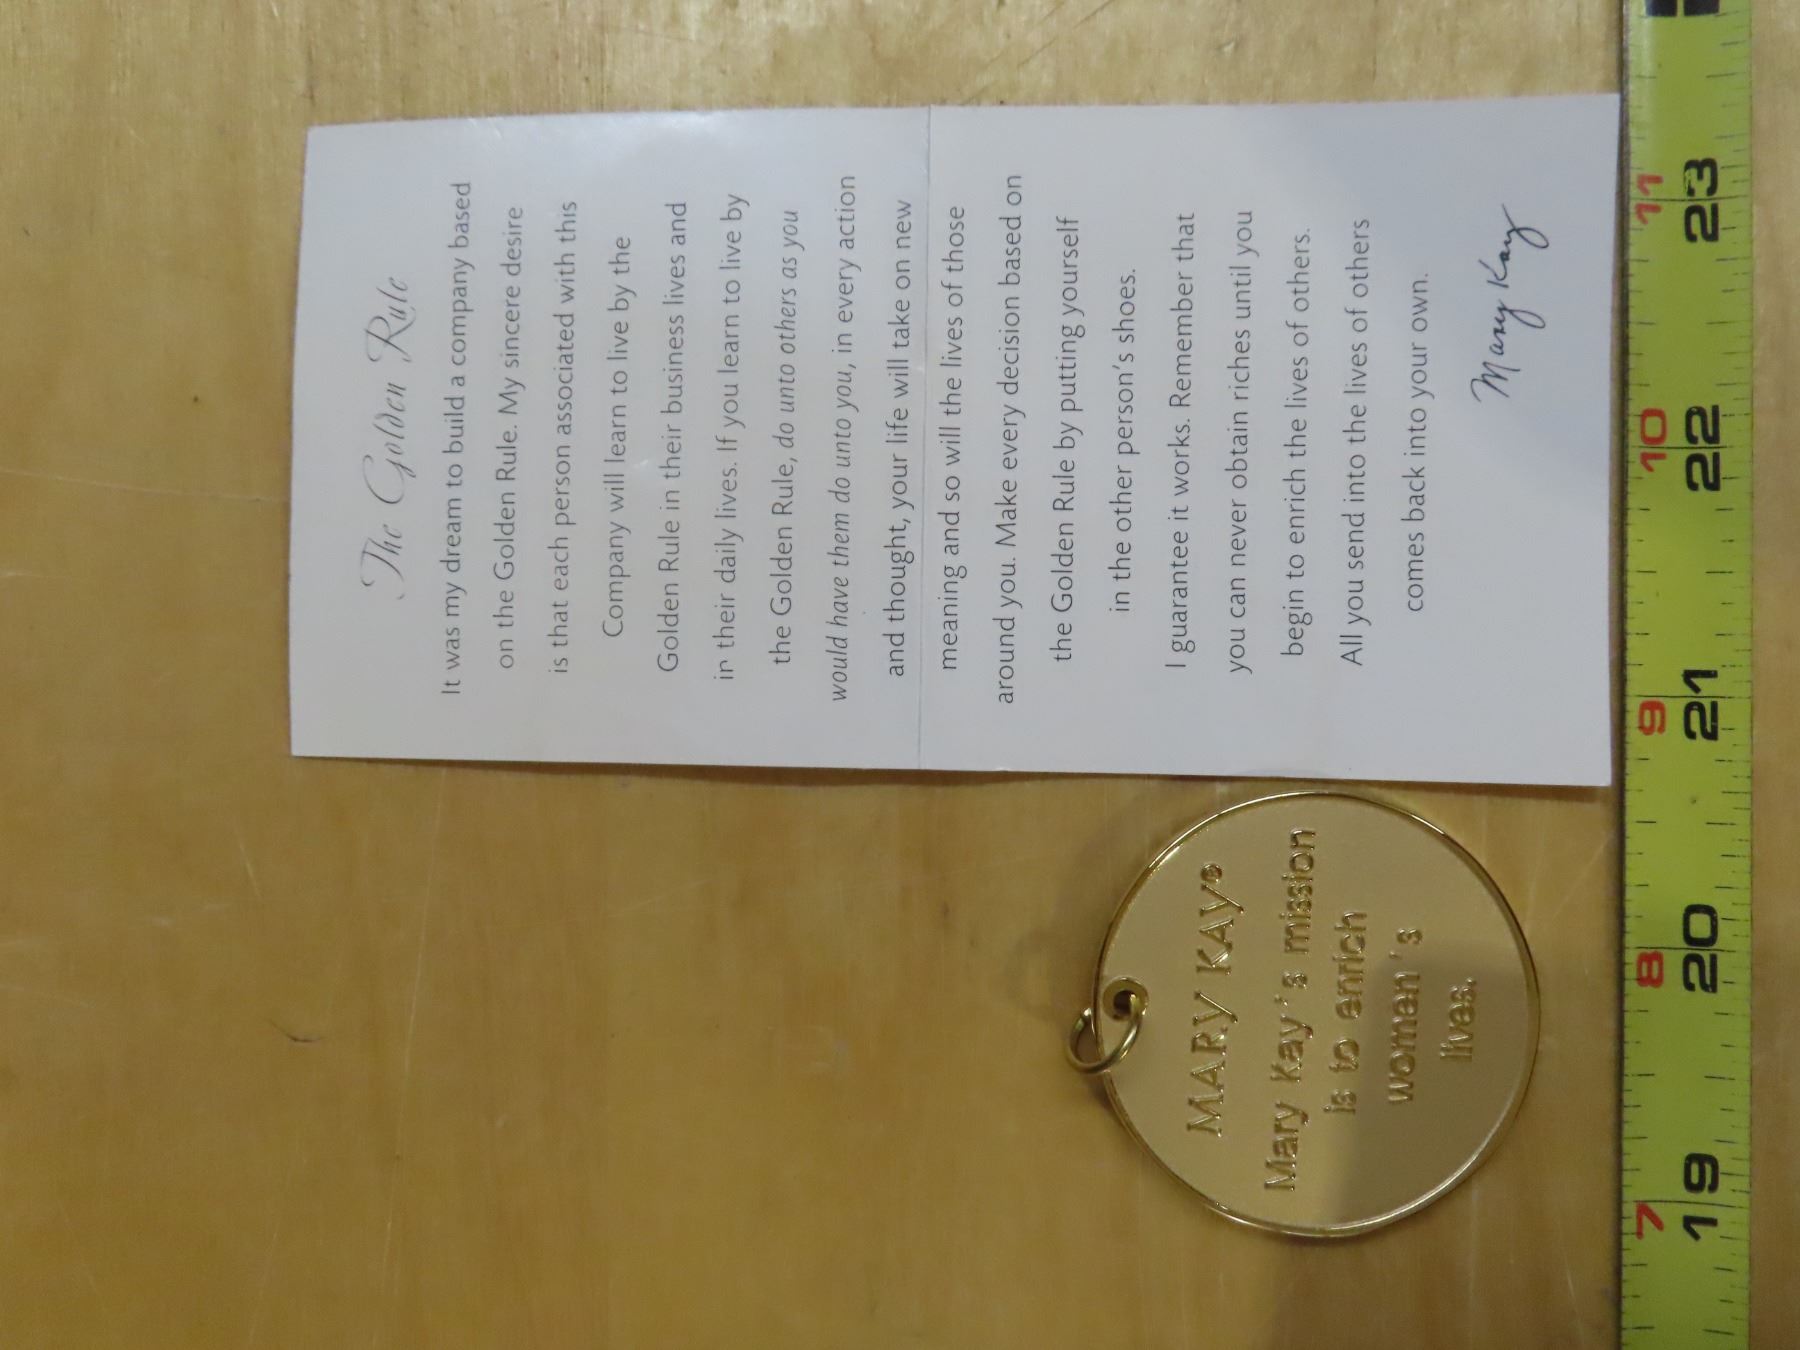 The Golden Rule
It was my dream to build a company based
on the Golden Rule. My sincere desire
is that each person associated with this
Company will learn to live by the
Golden Rule in their business lives and
in their daily lives. If you learn to live by
the Golden Rule, do unto others as you
would have them do unto you, in every action
and thought, your life will take on new
meaning and so will the lives of those
around you. Make every decision based on
the Golden Rule by putting yourself
in the other person's shoes.
I guarantee it works. Remember that
you can never obtain riches until you
begin to enrich the lives of others.
All you send into the lives of others
comes back into your own.
Mary Kay
MARY KAY®
Mary Kay's mission
is to enrich
woman's
lives.
7 8 9 10 11
19 20 21 22 23